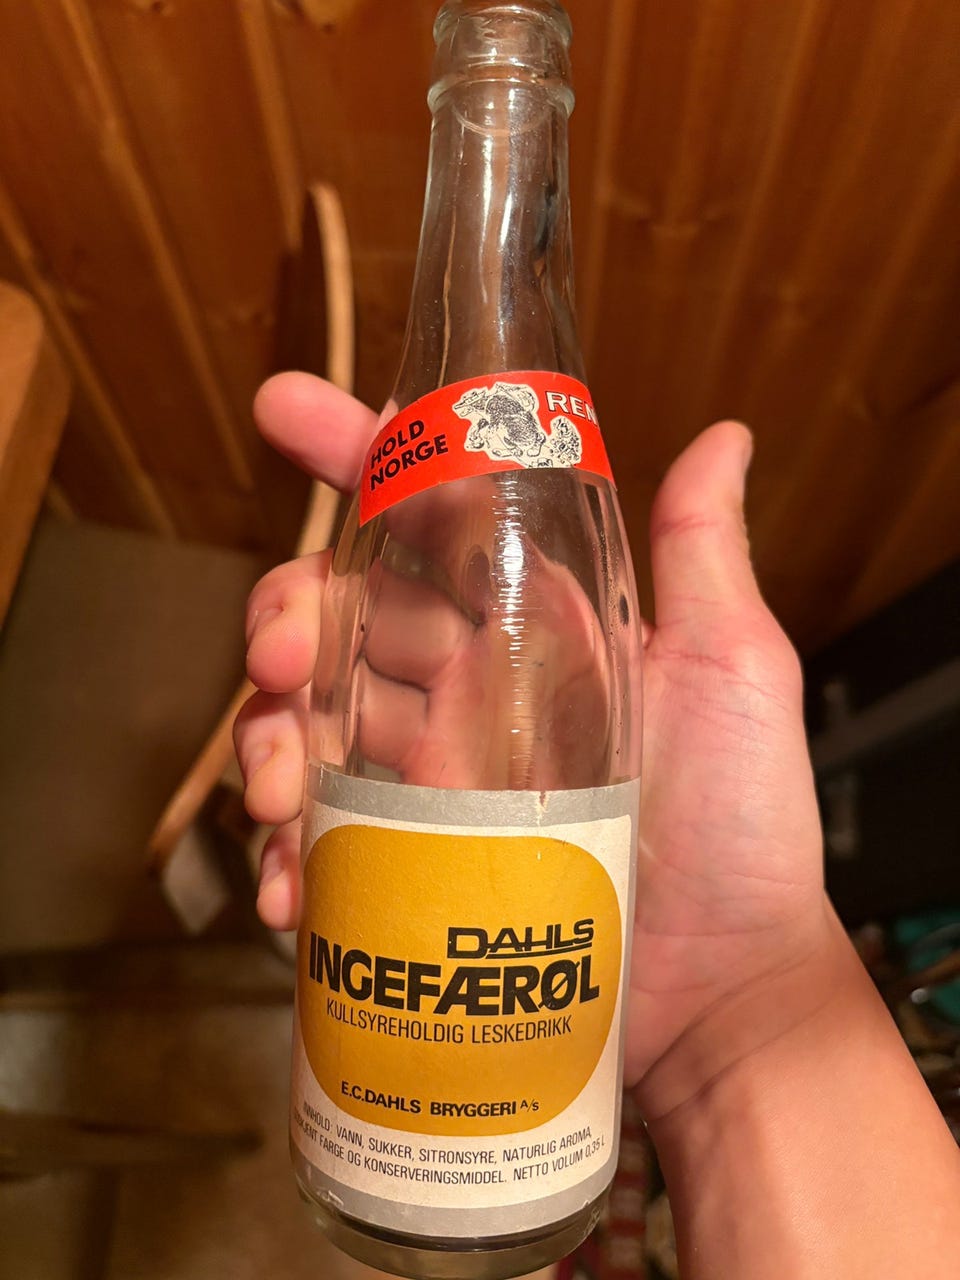 HOLD
NORGE
REN
DAHLS
INGEFÆRØL
KULLSYREHOLDIG LESKEDRIKK
E.C.DAHLS BRYGGERI A/S
INNHOLD: VANN, SUKKER, SITRONSYRE, NATURLIG AROMA,
FARGE OG KONSERVERINGSMIDDEL. NETTO VOLUM 0,35 L